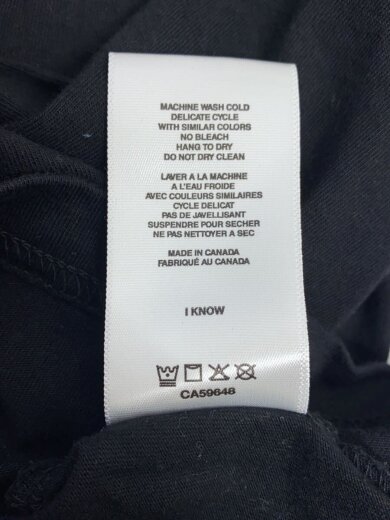 MACHINE WASH COLD
DELICATE CYCLE
WITH SIMILAR COLORS
NO BLEACH
HANG TO DRY
DO NOT DRY CLEAN
LAVER A LA MACHINE
A L'EAU FROIDE
AVEC COULEURS SIMILAIRES
CYCLE DELICAT
PAS DE JAVELLISANT
SUSPENDRE POUR SECHER
NE PAS NETTOYER A SEC
MADE IN CANADA
FABRIQUÉ AU CANADA
I KNOW
CA59648